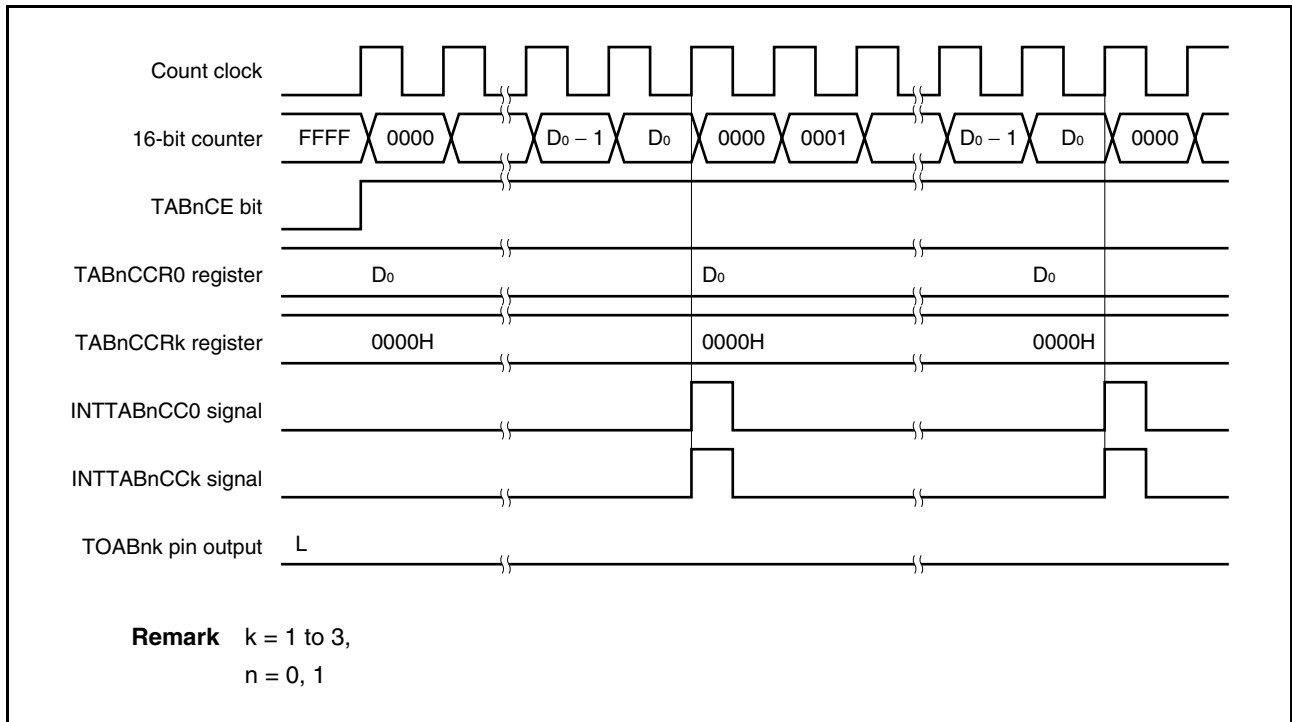 Count clock
16-bit counter FFFF 0000 D0 − 1 D0 0000 0001 D0 − 1 D0 0000
TABnCE bit
TABnCCR0 register D0 D0 D0
TABnCCRk register 0000H 0000H 0000H
INTTABnCC0 signal
INTTABnCCk signal
TOABnk pin output L
Remark k = 1 to 3,
n = 0, 1